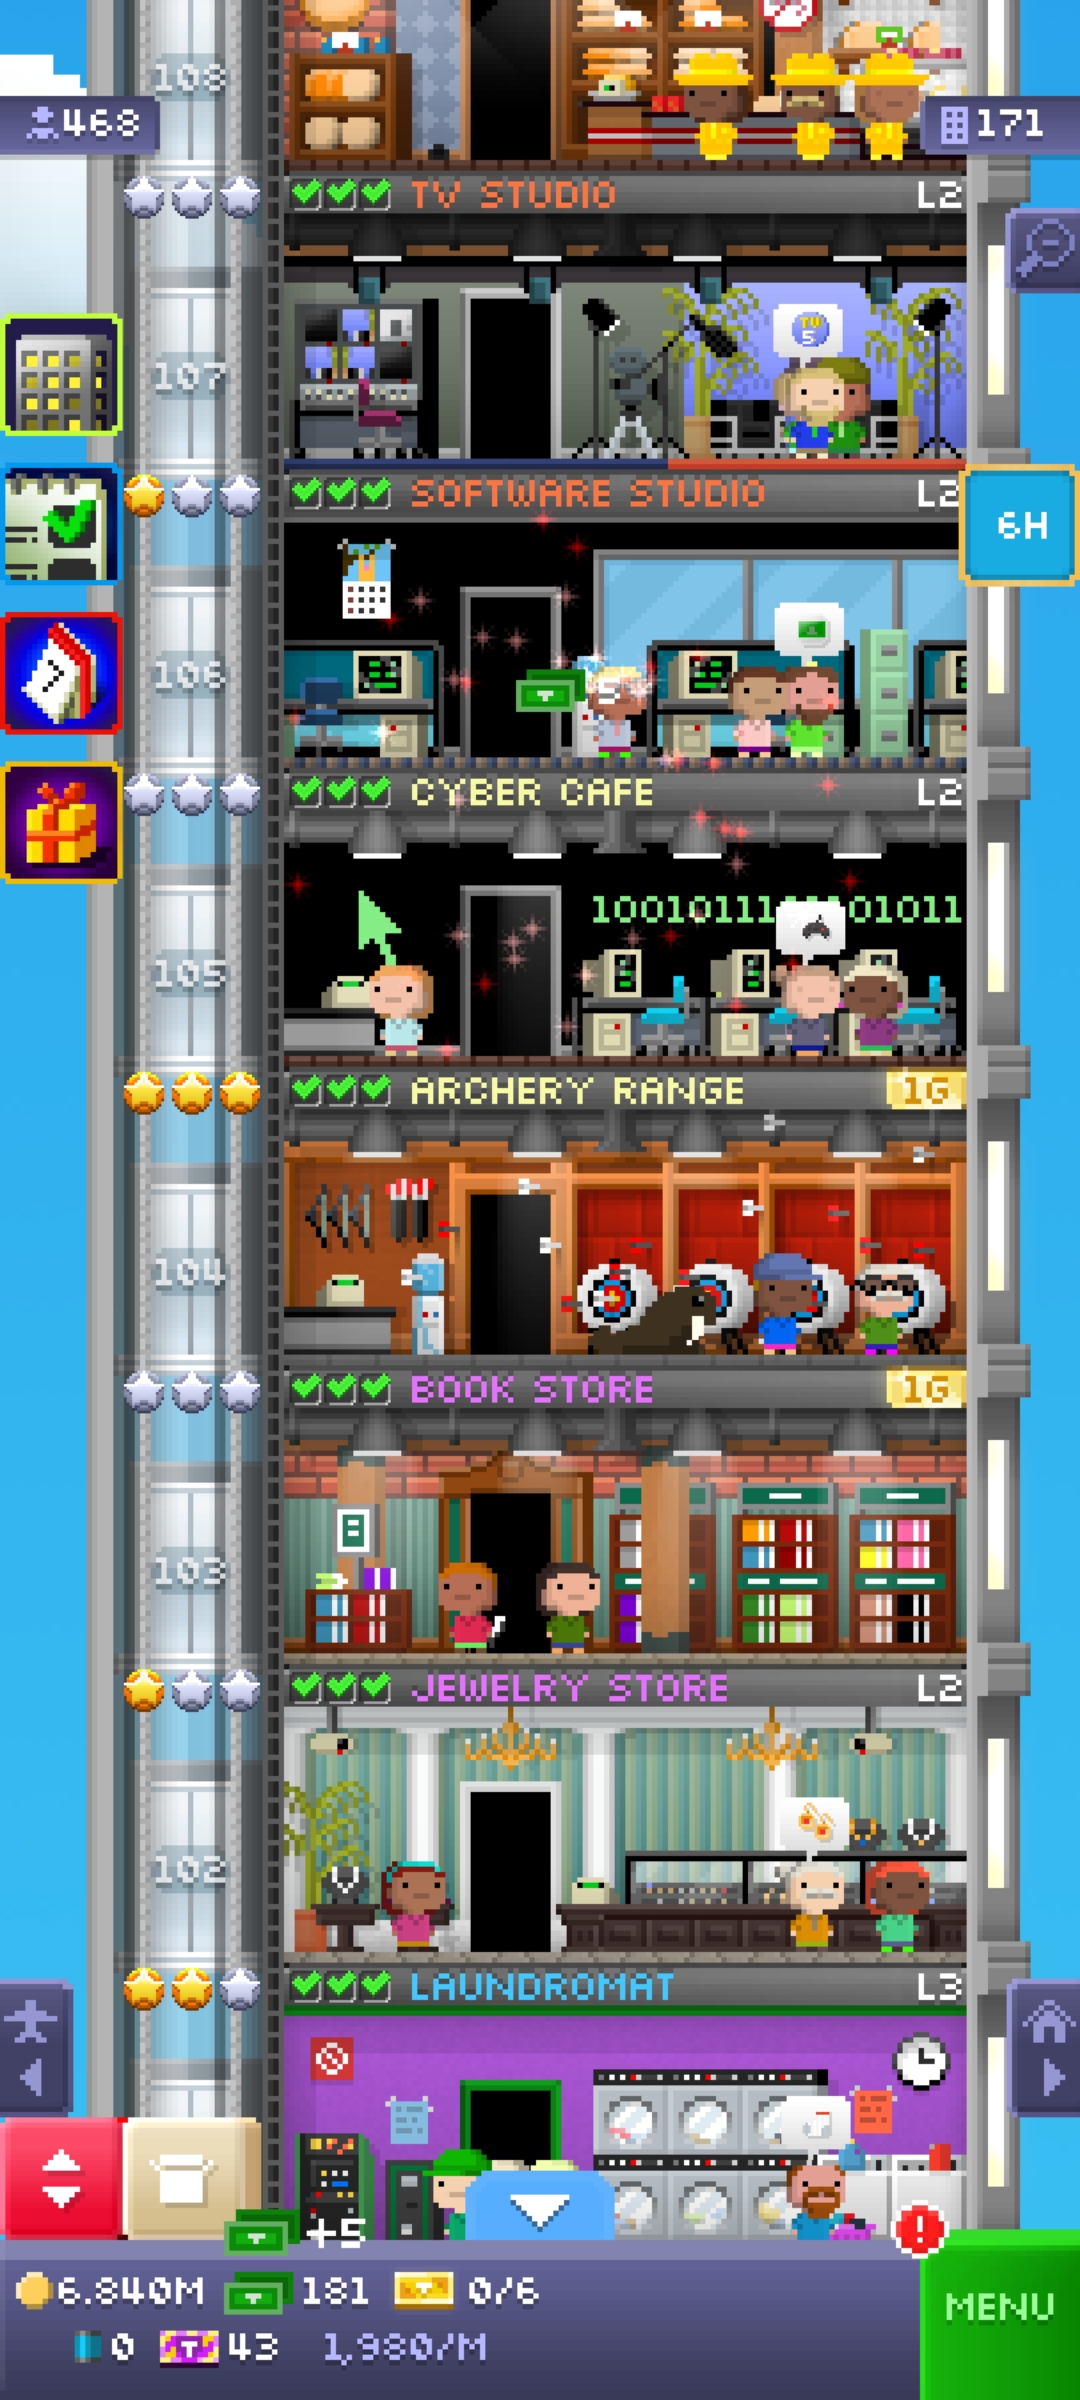 108
468
171
TV STUDIO
L2
TV
5
107
SOFTWARE STUDIO
L2
6H
106
CYBER CAFE
L2
105
ARCHERY RANGE
1G
104
BOOK STORE
1G
103
JEWELRY STORE
L2
102
LAUNDROMAT
L3
+5
6.840M
181
0/6
MENU
0
T
43
1,980/M